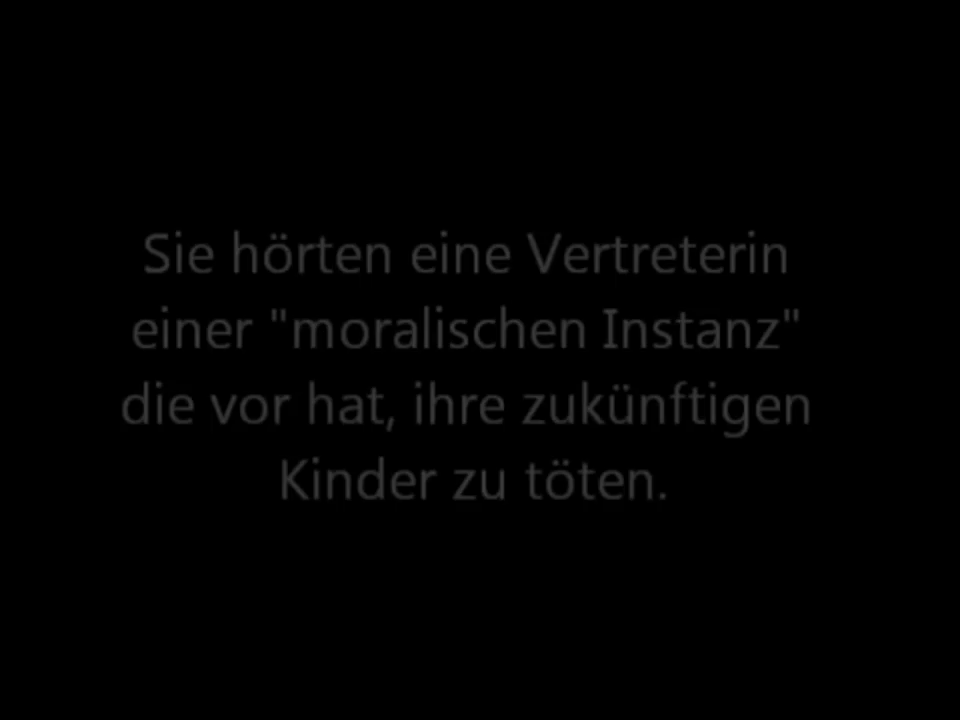 Sie hörten eine Vertreterin
einer "moralischen Instanz"
die vor hat, ihre zukünftigen
Kinder zu töten.